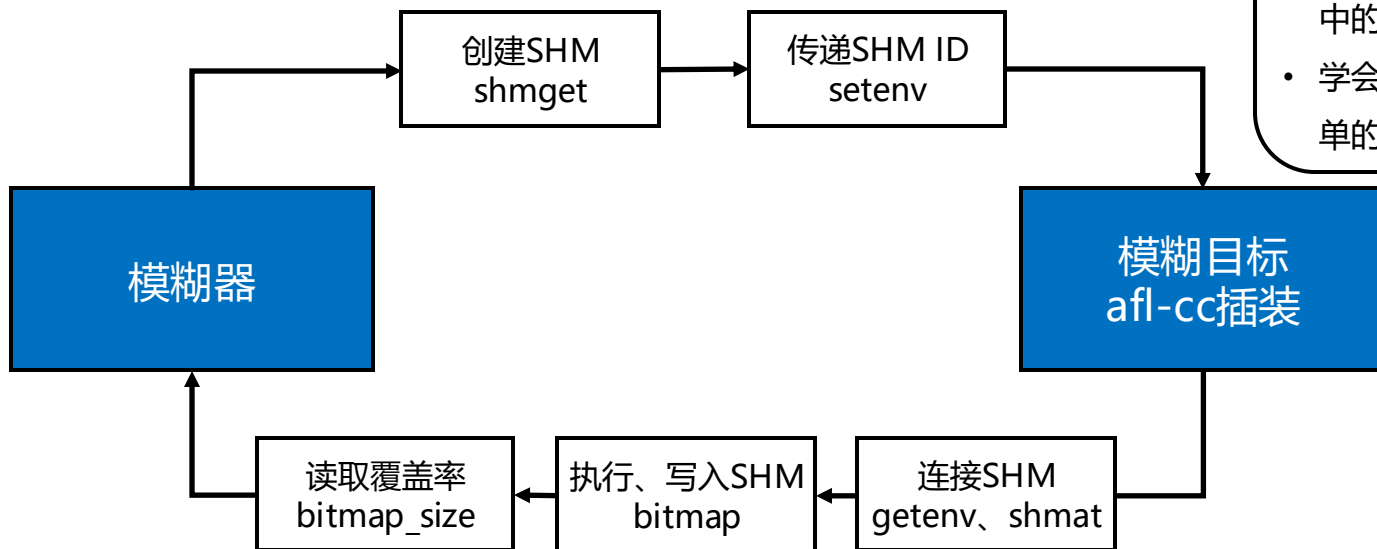 中的
• 学会
单的
创建SHM
shmget
传递SHM ID
setenv
模糊器
模糊目标
afl-cc插装
读取覆盖率
bitmap_size
执行、写入SHM
bitmap
连接SHM
getenv、shmat